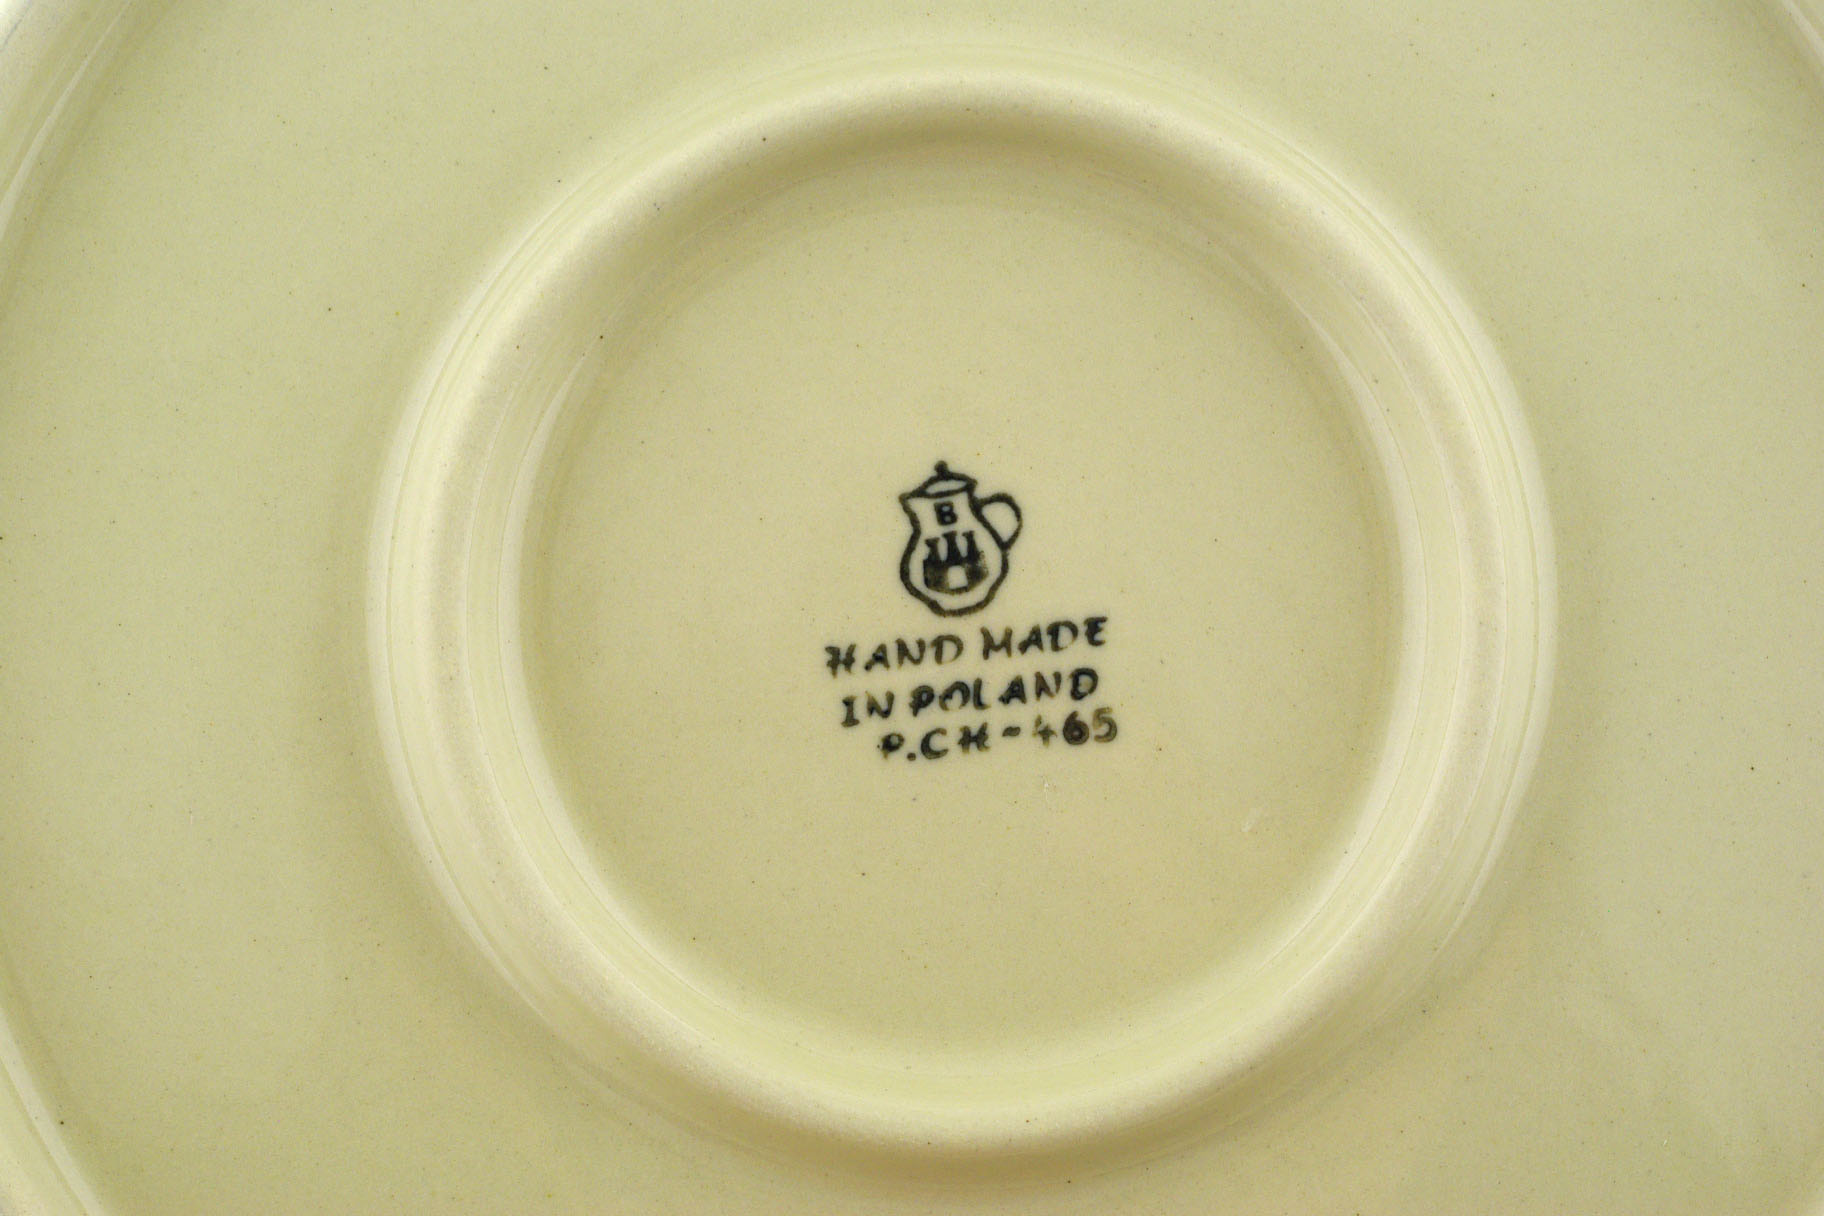 B
HAND MADE
IN POLAND
P.CH-465